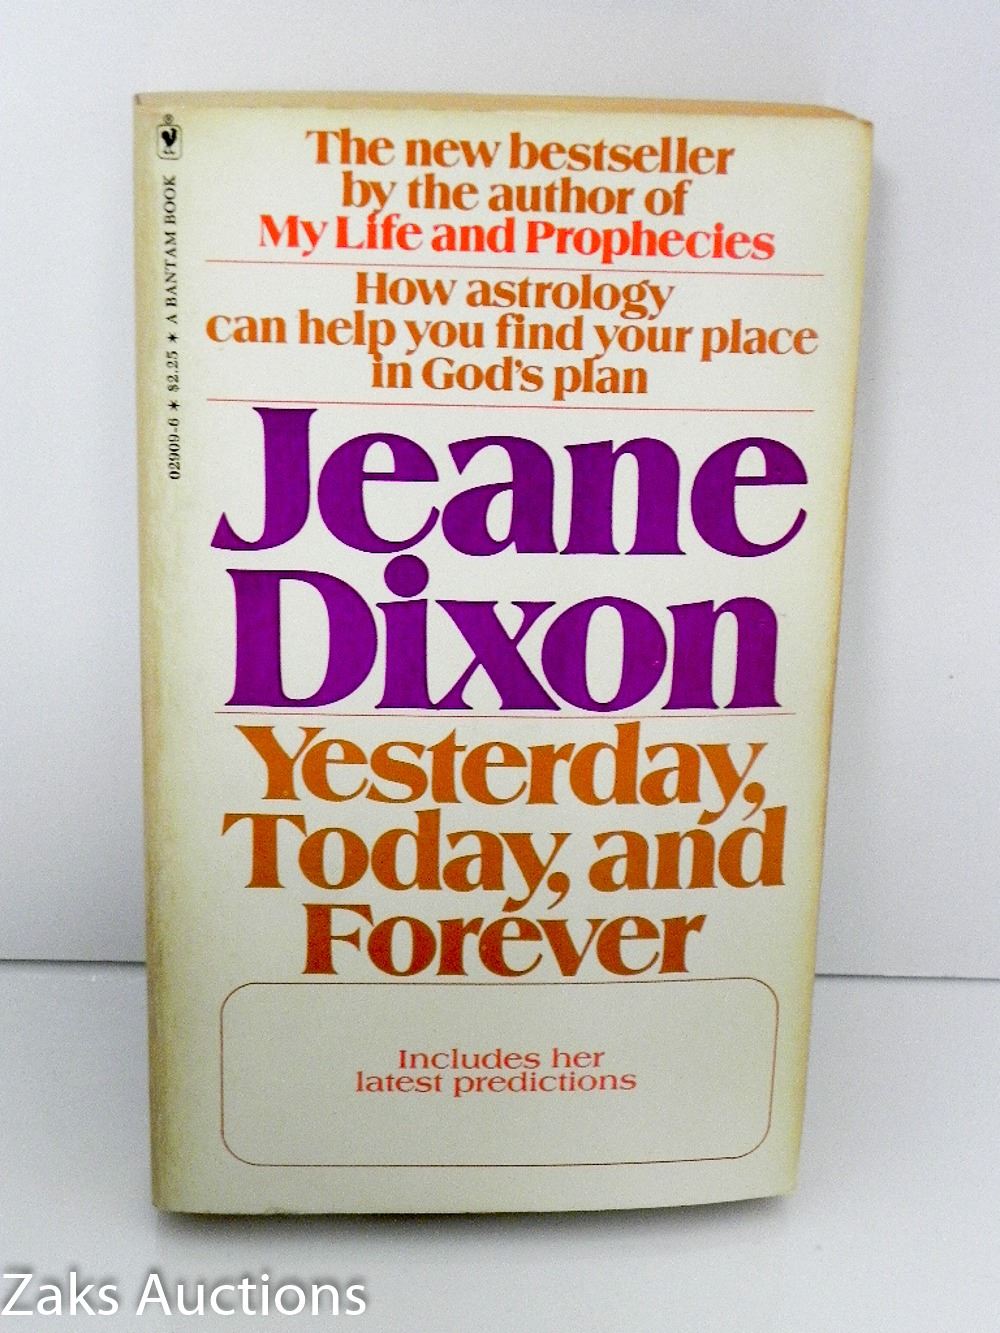 02909-6 ★ $2.25 ★ A BANTAM BOOK
®
The new bestseller
by the author of
My Life and Prophecies
How astrology
can help you find your place
in God's plan
Jeane
Dixon
Yesterday,
Today, and
Forever
Includes her
latest predictions
Zaks Auctions